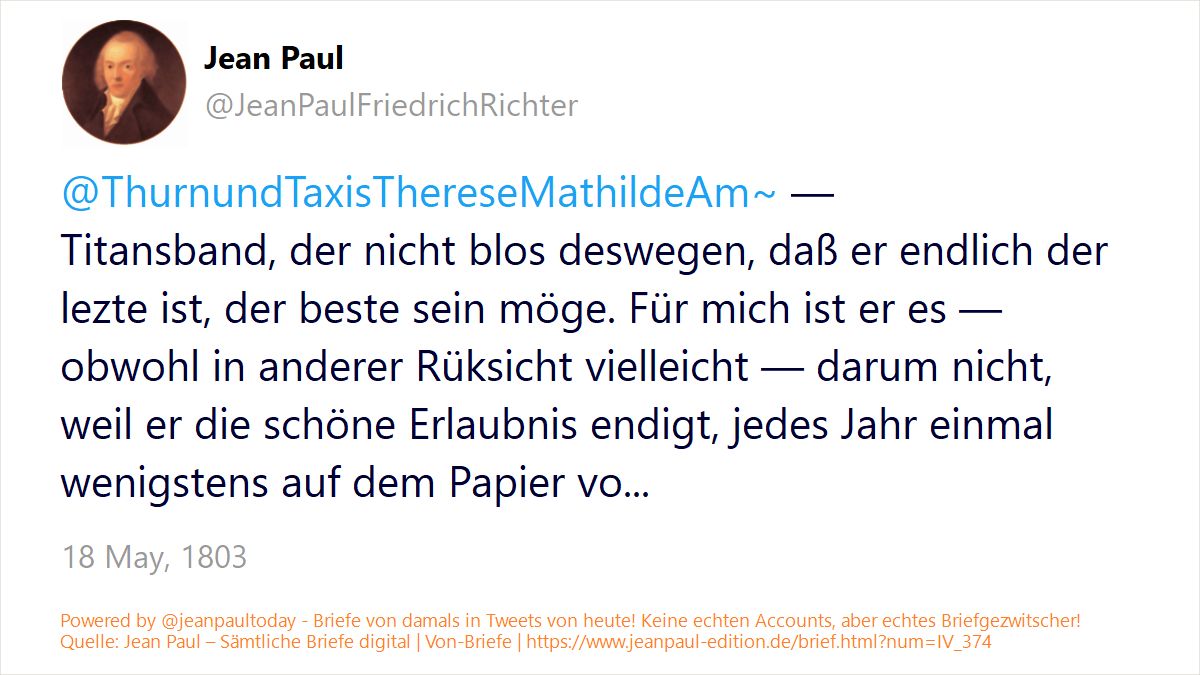 Jean Paul
@JeanPaulFriedrichRichter
@ThurnundTaxisThereseMathildeAm~ —
Titansband, der nicht blos deswegen, daß er endlich der
lezte ist, der beste sein möge. Für mich ist er es —
obwohl in anderer Rüksicht vielleicht — darum nicht,
weil er die schöne Erlaubnis endigt, jedes Jahr einmal
wenigstens auf dem Papier vo...
18 May, 1803
Powered by @jeanpaultoday - Briefe von damals in Tweets von heute! Keine echten Accounts, aber echtes Briefgezwitscher!
Quelle: Jean Paul – Sämtliche Briefe digital | Von-Briefe | https://www.jeanpaul-edition.de/brief.html?num=IV_374